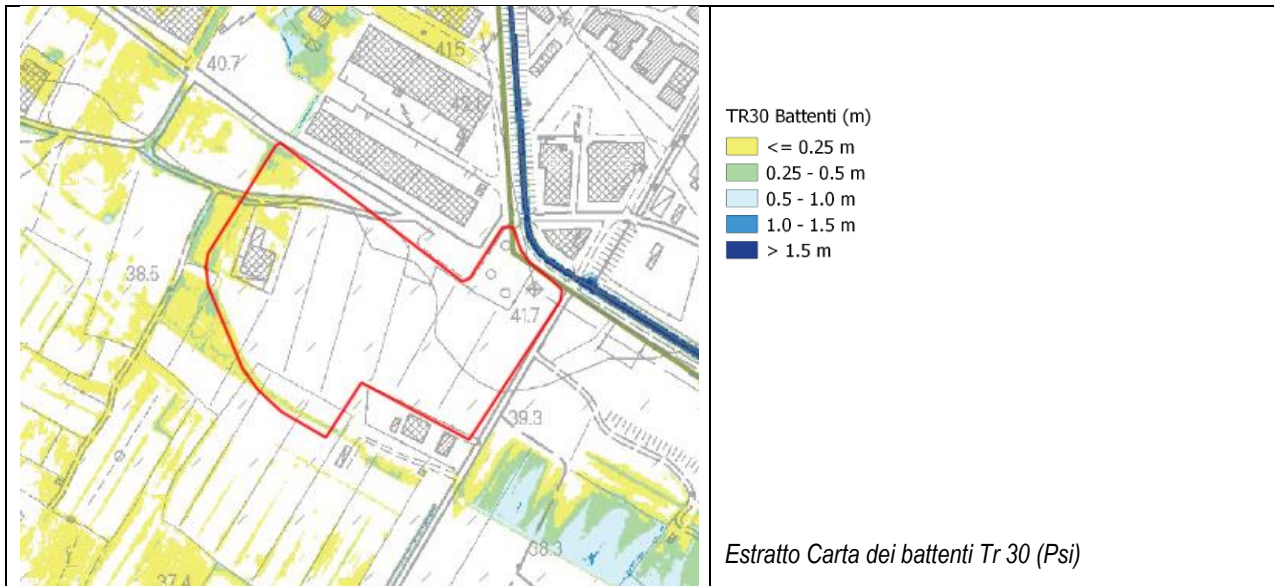 40.7
41.5
38.5
41.7
39.3
38.3
37.4
TR30 Battenti (m)
<= 0.25 m
0.25 - 0.5 m
0.5 - 1.0 m
1.0 - 1.5 m
> 1.5 m
Estratto Carta dei battenti Tr 30 (Psi)